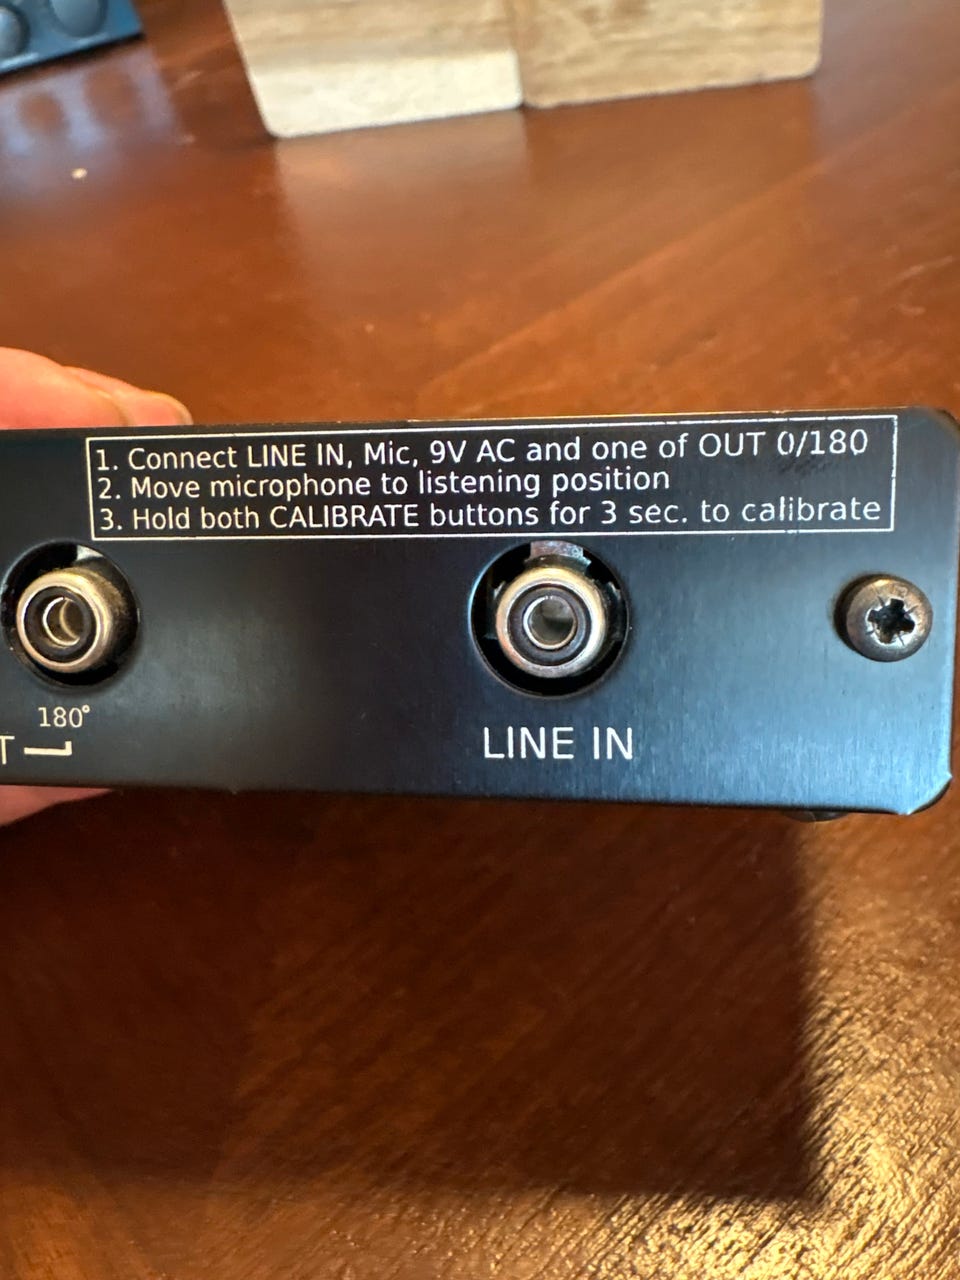 1. Connect LINE IN, Mic, 9V AC and one of OUT 0/180
2. Move microphone to listening position
3. Hold both CALIBRATE buttons for 3 sec. to calibrate
180°
T
LINE IN